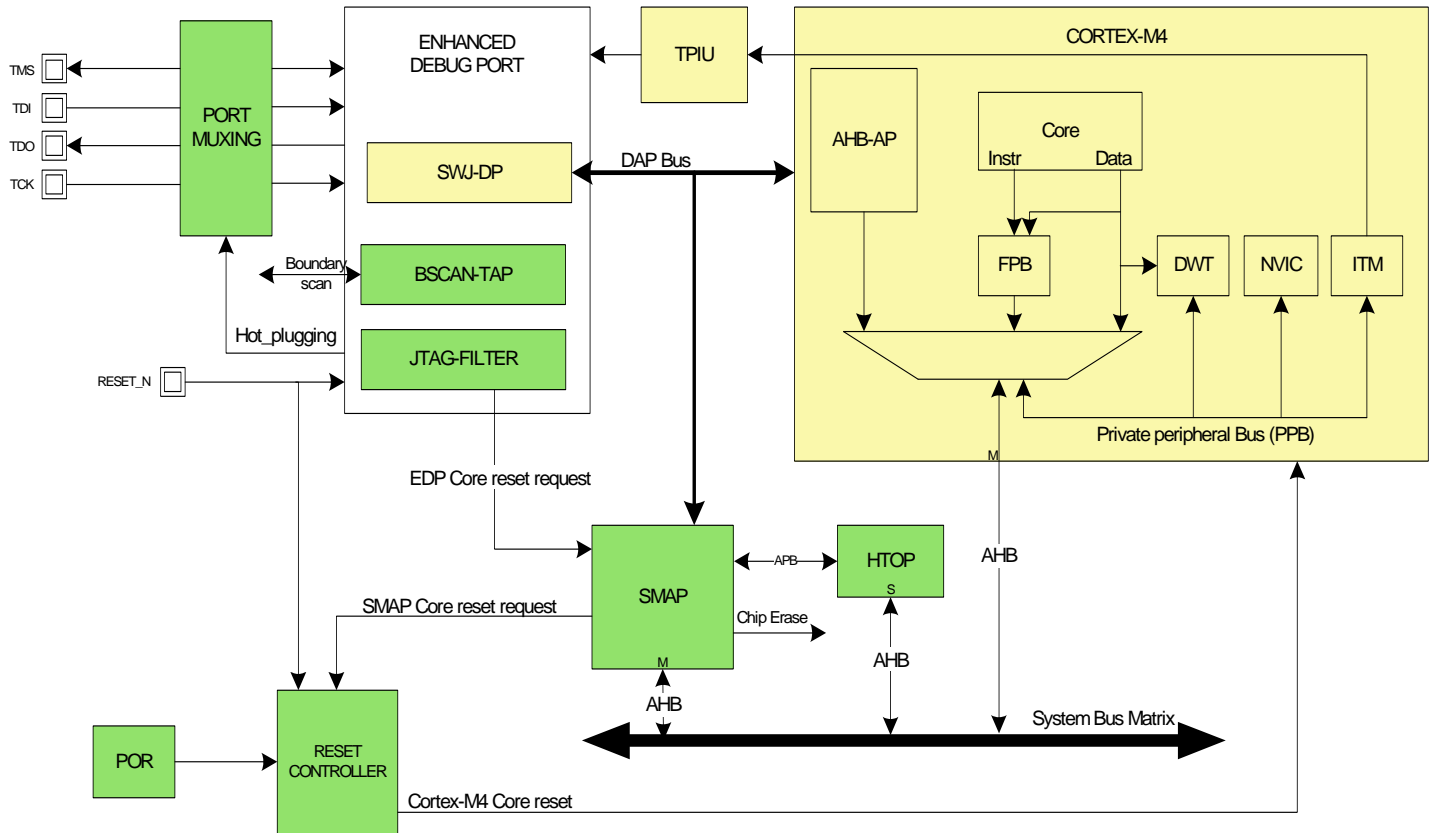 ENHANCED
DEBUG PORT
TPIU
CORTEX-M4
TMS
TDI
TDO
TCK
PORT
MUXING
AHB-AP
Core
Instr
Data
SWJ-DP
DAP Bus
Boundary
scan
BSCAN-TAP
FPB
DWT
NVIC
ITM
Hot_plugging
JTAG-FILTER
RESET_N
Private peripheral Bus (PPB)
M
EDP Core reset request
SMAP
M
APB
HTOP
S
AHB
SMAP Core reset request
Chip Erase
AHB
AHB
System Bus Matrix
POR
RESET
CONTROLLER
Cortex-M4 Core reset